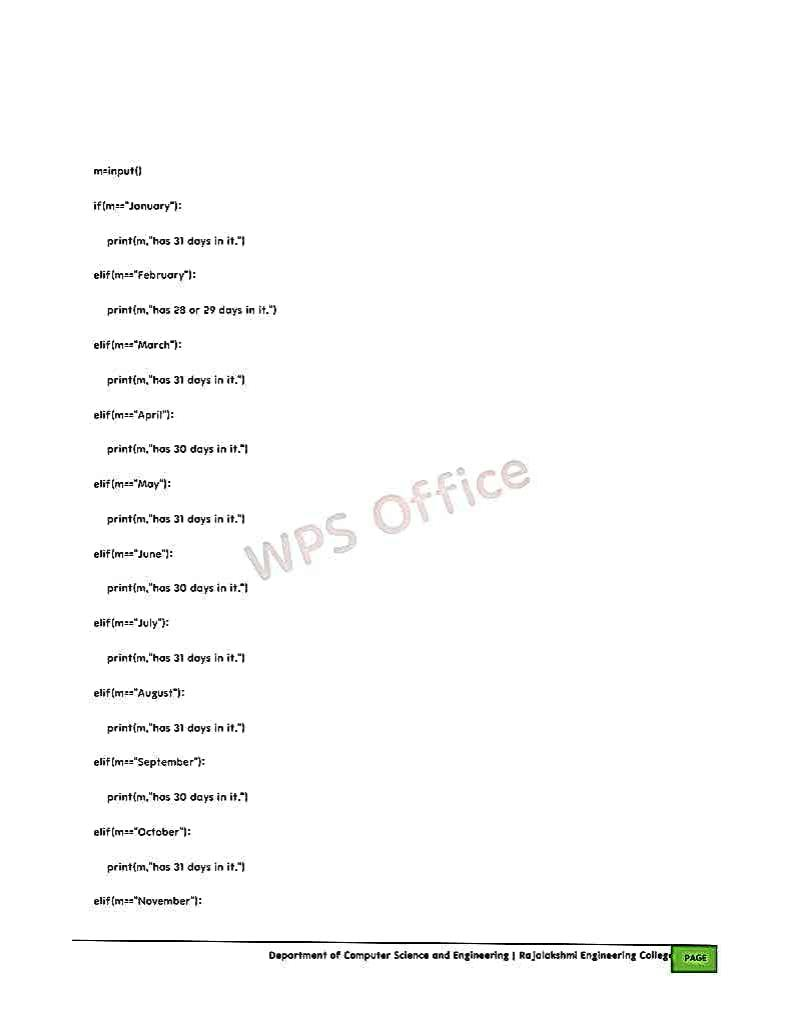 m=input()
if(m=="January"):
print(m,"has 31 days in it.")
elif(m=="February"):
print(m,"has 28 or 29 days in it.")
elif(m=="March"):
print(m,"has 31 days in it.")
elif(m=="April"):
print(m,"has 30 days in it.")
elif(m=="May"):
print(m,"has 31 days in it.")
elif(m=="June"):
print(m,"has 30 days in it.")
elif(m=="July"):
print(m,"has 31 days in it.")
elif(m=="August"):
print(m,"has 31 days in it.")
elif(m=="September"):
print(m,"has 30 days in it.")
elif(m=="October"):
print(m,"has 31 days in it.")
elif(m=="November"):
WPS Office
Department of Computer Science and Engineering | Rajalakshmi Engineering College PAGE